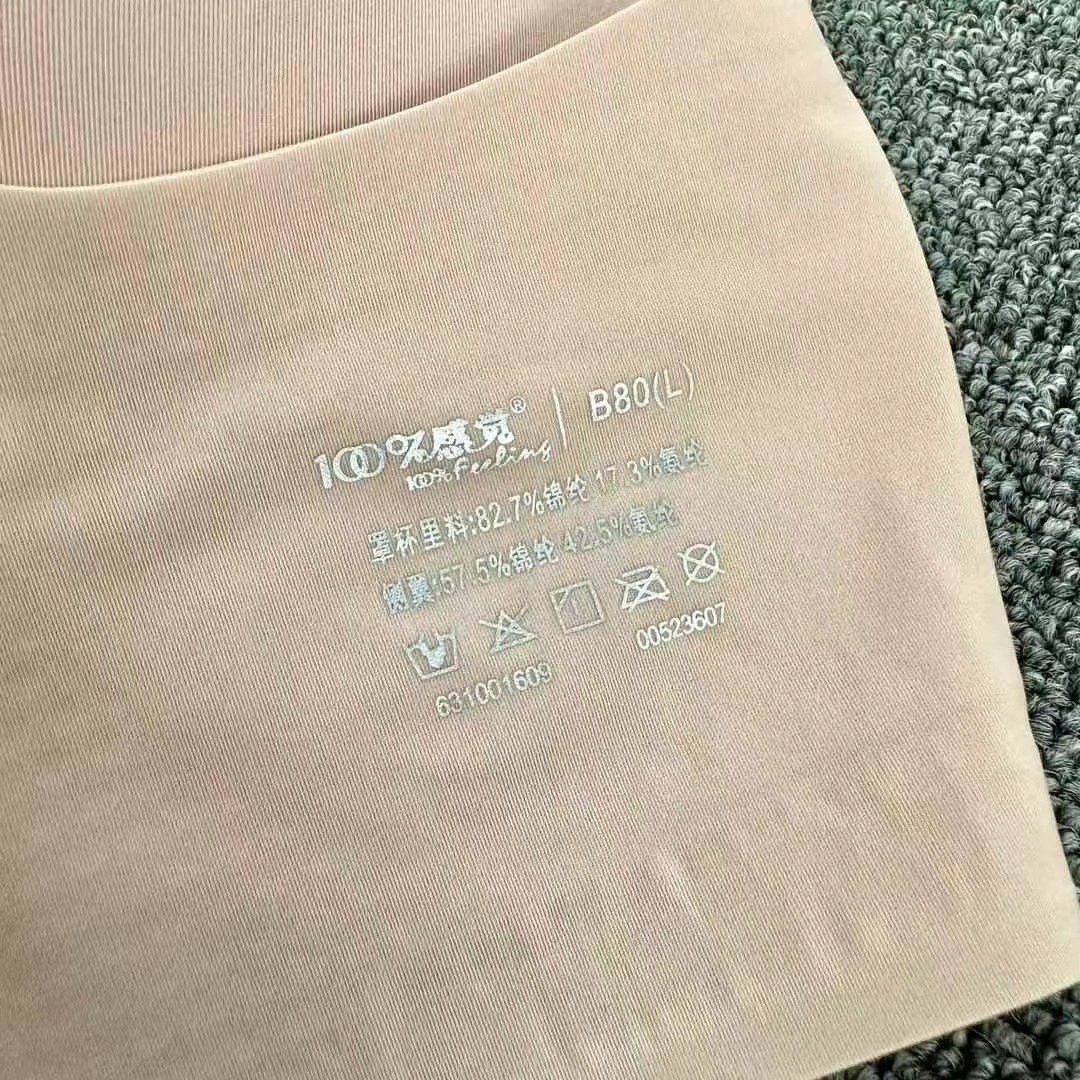 100%感觉® | B80(L)
100% Feeling
罩杯里料:82.7%锦纶 17.3%氨纶
侧翼:57.5%锦纶 42.5%氨纶
00523607
631001609